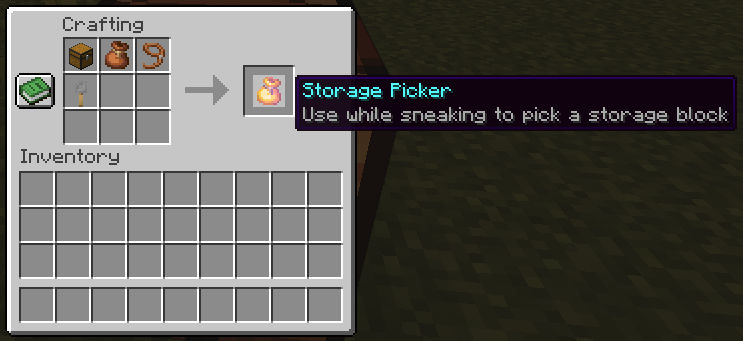 Crafting
Storage Picker
Use while sneaking to pick a storage block
Inventory